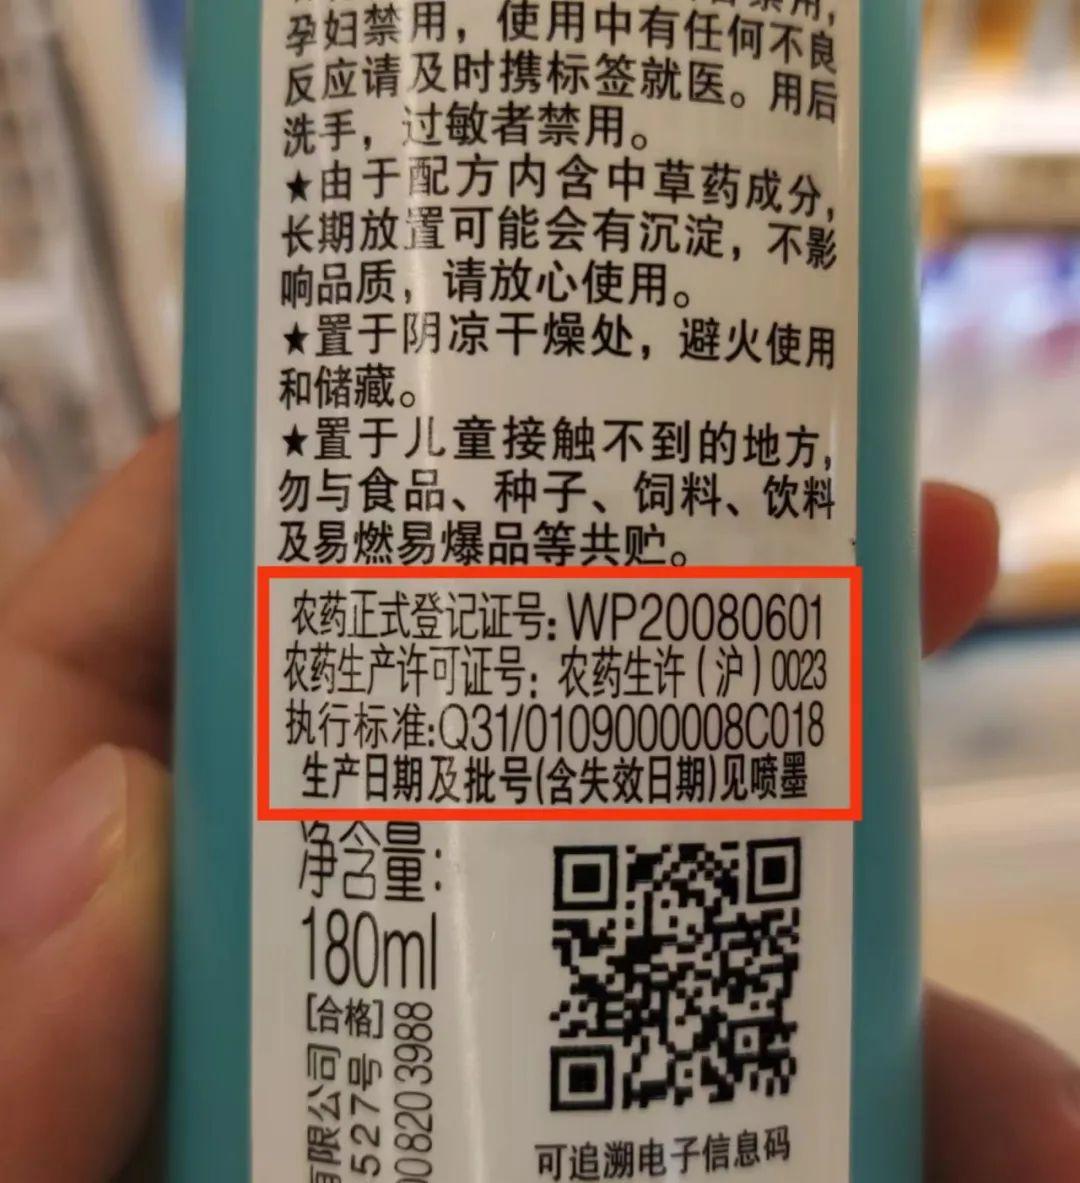 孕妇禁用，使用中有任何不良
反应请及时携标签就医。用后
洗手，过敏者禁用。
★由于配方内含中草药成分，
长期放置可能会有沉淀，不影
响品质，请放心使用。
★置于阴凉干燥处，避火使用
和储藏。
★置于儿童接触不到的地方，
勿与食品、种子、饲料、饮料
及易燃易爆品等共贮。
农药正式登记证号：WP20080601
农药生产许可证号：农药生许（沪）0023
执行标准：Q31/0109000008C018
生产日期及批号(含失效日期)见喷墨
净含量：
180ml
[合格]
有限公司
527号
008203988
可追溯电子信息码